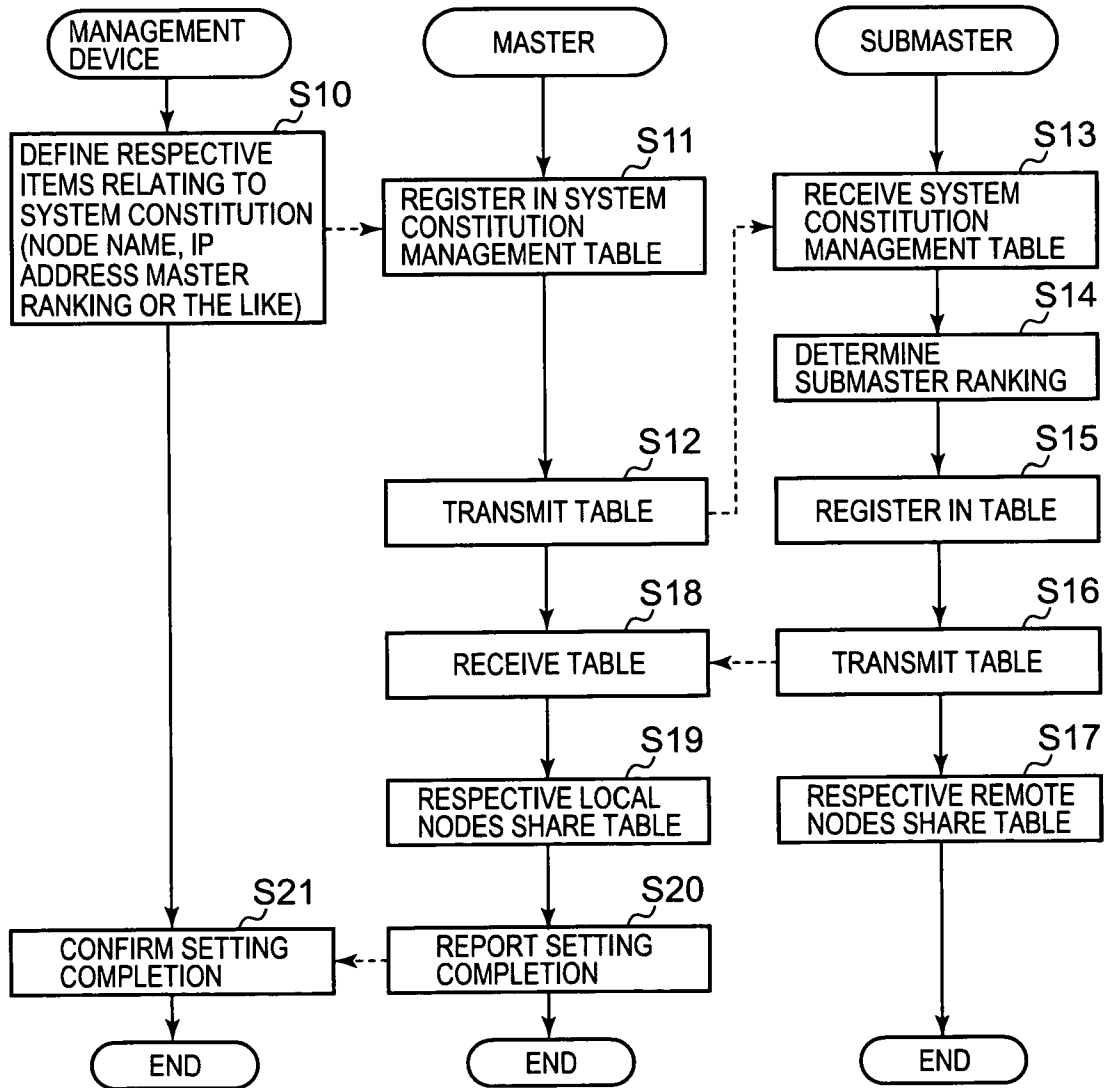 MANAGEMENT
DEVICE
S10
DEFINE RESPECTIVE
ITEMS RELATING TO
SYSTEM CONSTITUTION
(NODE NAME, IP
ADDRESS MASTER
RANKING OR THE LIKE)
S21
CONFIRM SETTING
COMPLETION
END
MASTER
S11
REGISTER IN SYSTEM
CONSTITUTION
MANAGEMENT TABLE
S12
TRANSMIT TABLE
S18
RECEIVE TABLE
S19
RESPECTIVE LOCAL
NODES SHARE TABLE
S20
REPORT SETTING
COMPLETION
END
SUBMASTER
S13
RECEIVE SYSTEM
CONSTITUTION
MANAGEMENT TABLE
S14
DETERMINE
SUBMASTER RANKING
S15
REGISTER IN TABLE
S16
TRANSMIT TABLE
S17
RESPECTIVE REMOTE
NODES SHARE TABLE
END